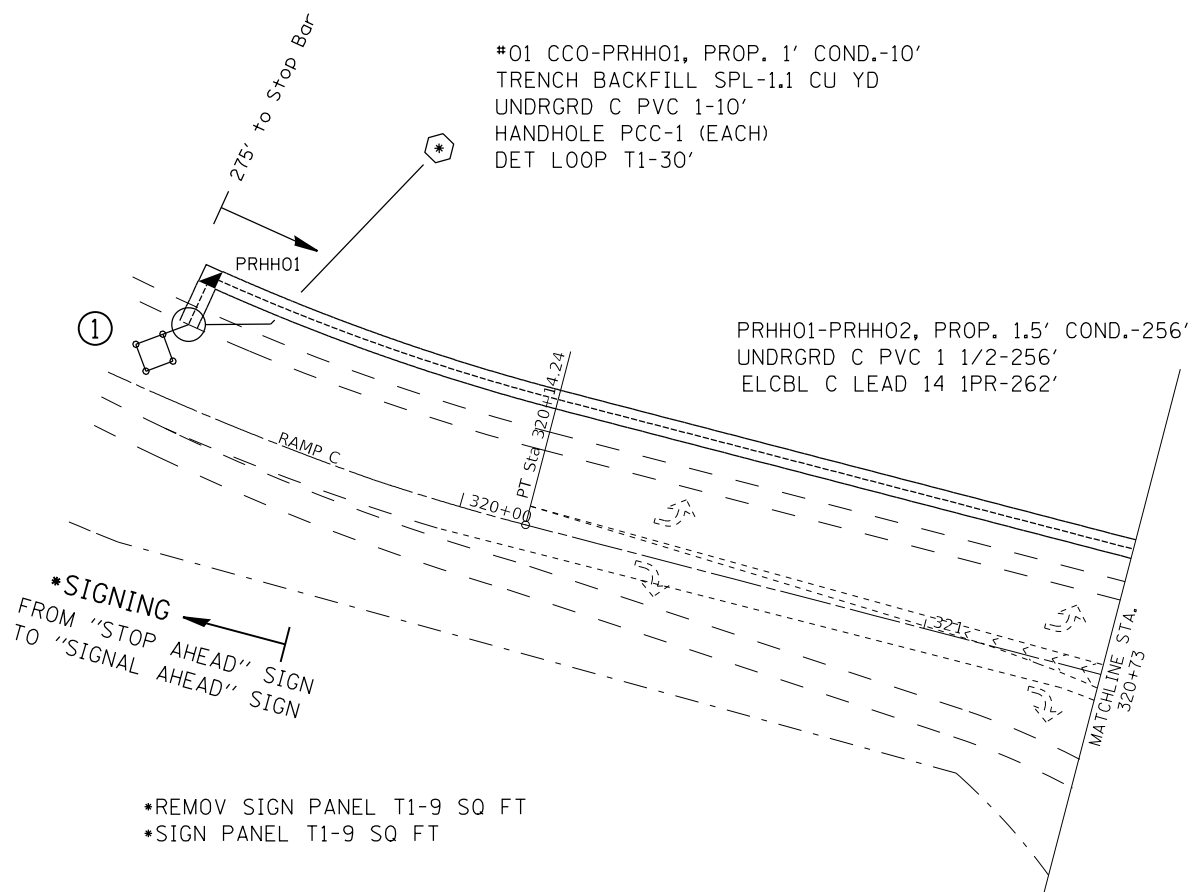 275' to Stop Bar
#01 CCO-PRHH01, PROP. 1' COND.-10'
TRENCH BACKFILL SPL-1.1 CU YD
UNDRGRD C PVC 1-10'
HANDHOLE PCC-1 (EACH)
DET LOOP T1-30'
*
PRHH01
1
PRHH01-PRHH02, PROP. 1.5' COND.-256'
UNDRGRD C PVC 1 1/2-256'
ELCBL C LEAD 14 1PR-262'
PT Sta 320+14.24
RAMP C
320+00
321
MATCHLINE STA.
320+73
*SIGNING
FROM "STOP AHEAD" SIGN
TO "SIGNAL AHEAD" SIGN
*REMOV SIGN PANEL T1-9 SQ FT
*SIGN PANEL T1-9 SQ FT